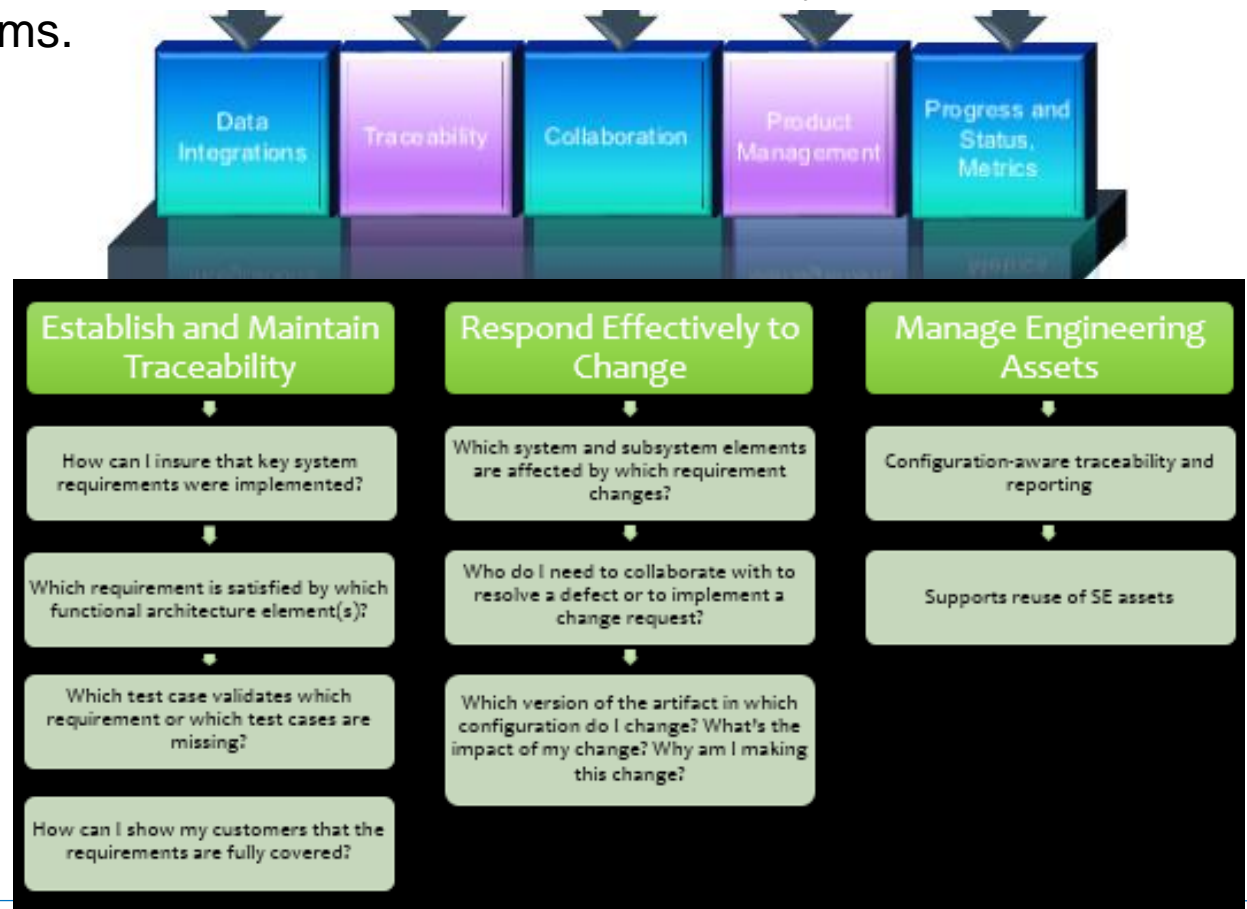 ms.
Data
Integrations
Traceability
Collaboration
Product
Management
Progress and
Status,
Metrics
Establish and Maintain
Traceability
How can I insure that key system
requirements were implemented?
Which requirement is satisfied by which
functional architecture element(s)?
Which test case validates which
requirement or which test cases are
missing?
How can I show my customers that the
requirements are fully covered?
Respond Effectively to
Change
Which system and subsystem elements
are affected by which requirement
changes?
Who do I need to collaborate with to
resolve a defect or to implement a
change request?
Which version of the artifact in which
configuration do I change? What's the
impact of my change? Why am I making
this change?
Manage Engineering
Assets
Configuration-aware traceability and
reporting
Supports reuse of SE assets